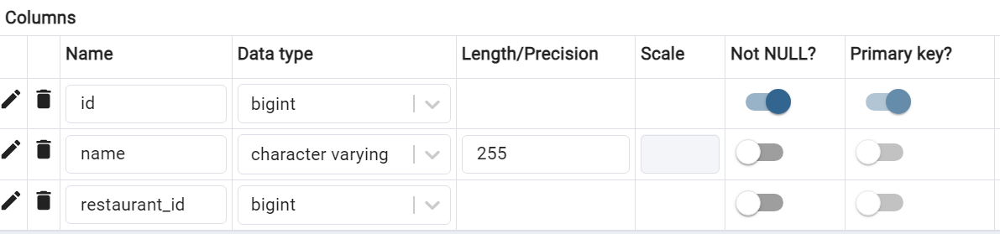 Columns
Name Data type Length/Precision Scale Not NULL? Primary key?
id bigint
name character varying 255
restaurant_id bigint